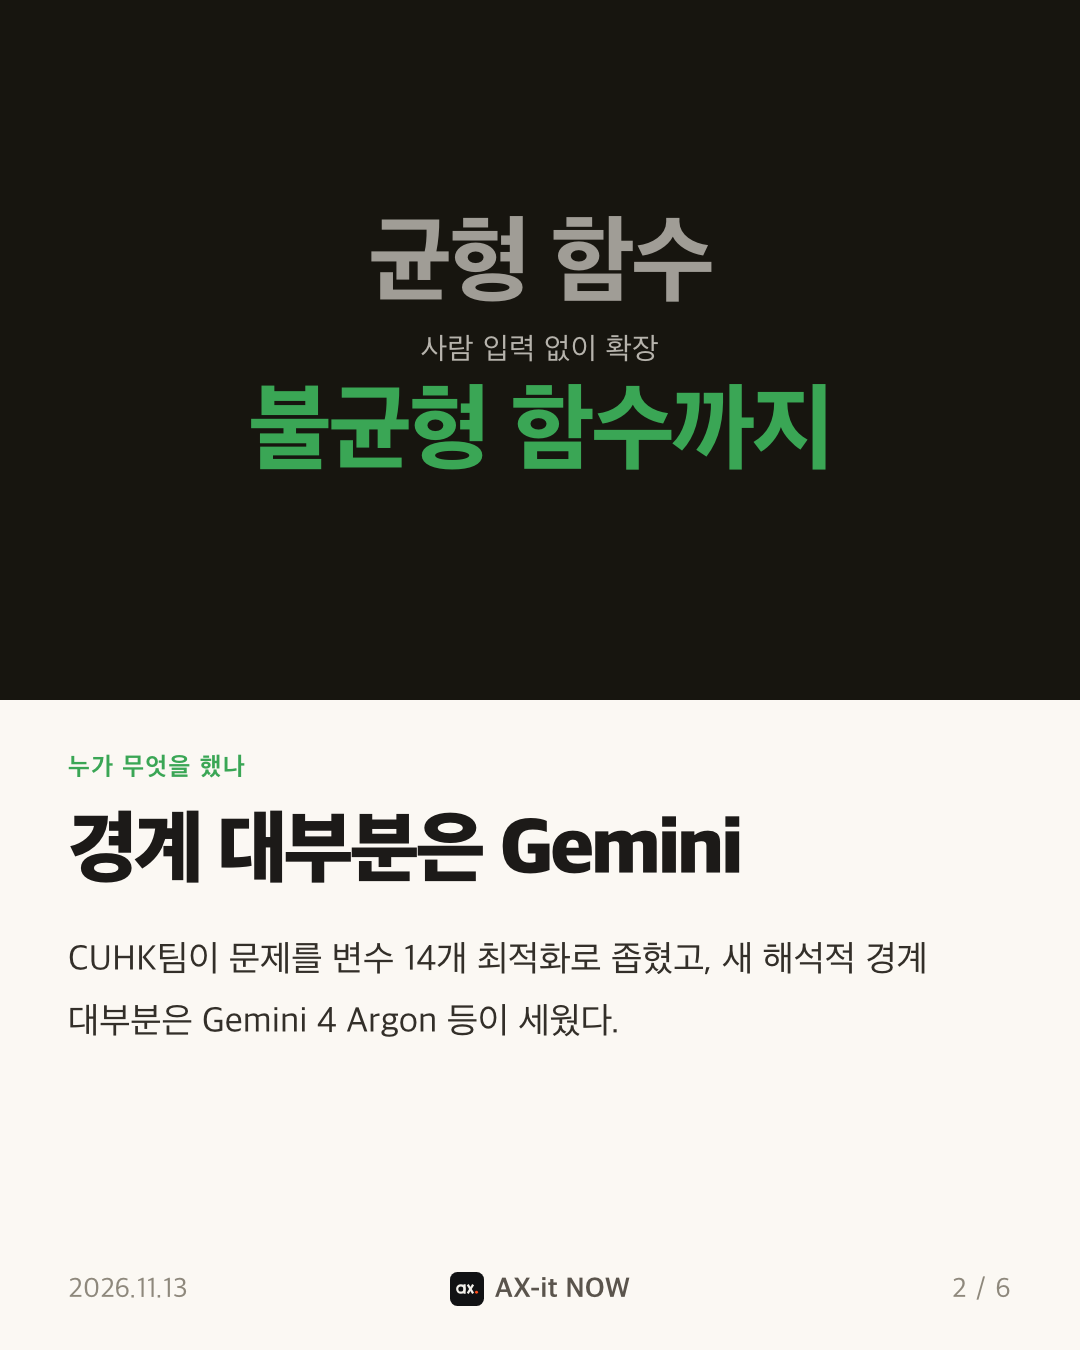 균형 함수
사람 입력 없이 확장
불균형 함수까지
누가 무엇을 했나
경계 대부분은 Gemini
CUHK팀이 문제를 변수 14개 최적화로 좁혔고, 새 해석적 경계
대부분은 Gemini 4 Argon 등이 세웠다.
2026.11.13
ax. AX-it NOW
2 / 6